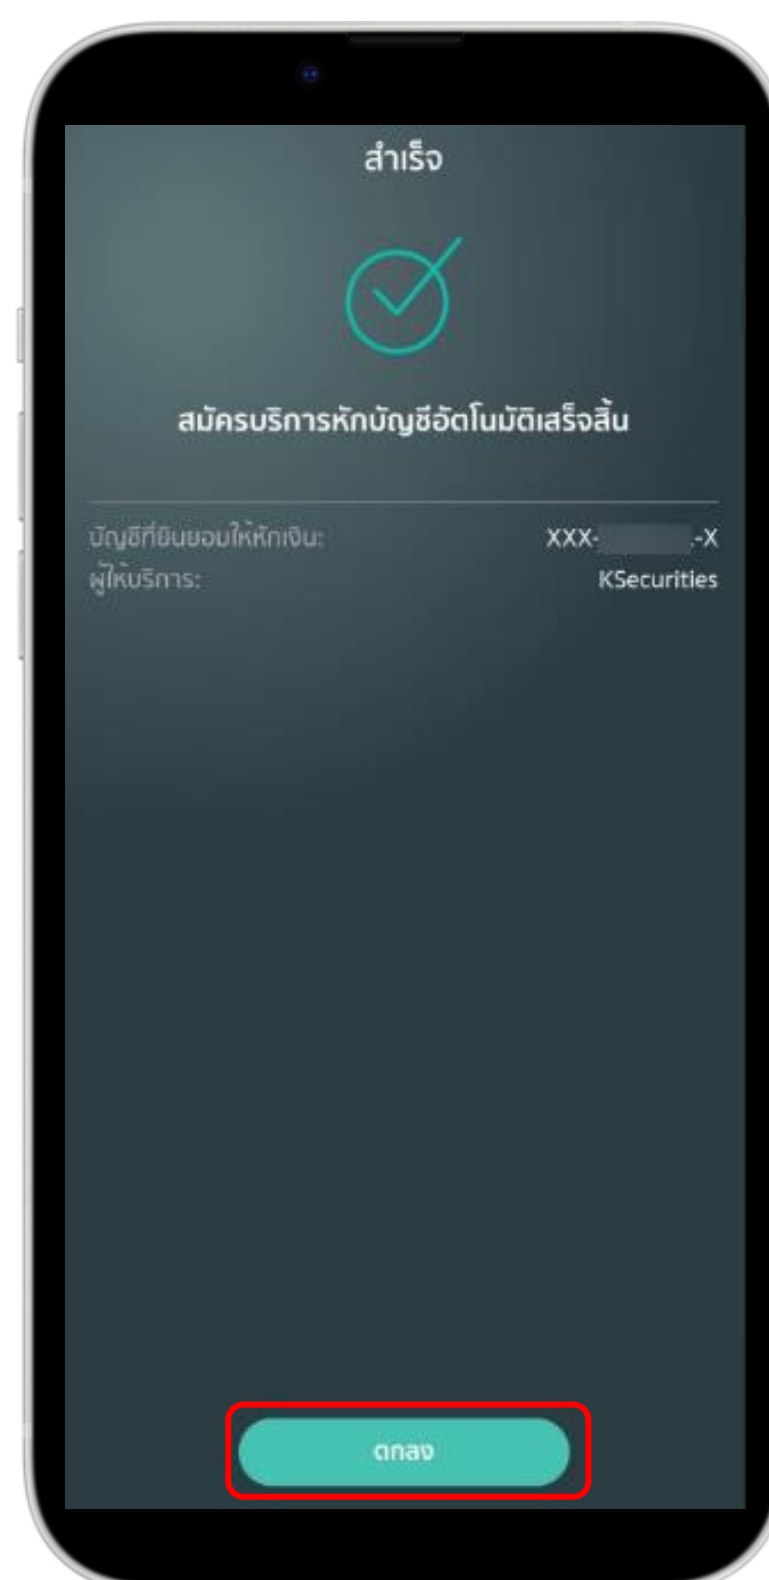 สำเร็จ
สมัครบริการหักบัญชีอัตโนมัติเสร็จสิ้น
บัญชีที่ยินยอมให้หักเงิน: XXX- -X
ผู้ให้บริการ: KSecurities
ตกลง